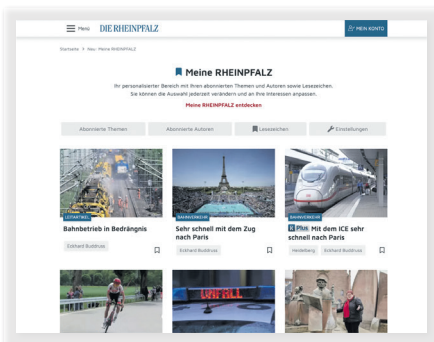 Menü
DIE RHEINPFALZ
MEIN KONTO
Startseite > Neu: Meine RHEINPFALZ
Meine RHEINPFALZ
Ihr personalisierter Bereich mit Ihren abonnierten Themen und Autoren sowie Lesezeichen.
Sie können die Auswahl jederzeit verändern und an Ihre Interessen anpassen.
Meine RHEINPFALZ entdecken
Abonnierte Themen
Abonnierte Autoren
Lesezeichen
Einstellungen
LEITARTIKEL
Bahnbetrieb in Bedrängnis
Eckhard Buddruss
BAHNVERKEHR
Sehr schnell mit dem Zug
nach Paris
Eckhard Buddruss
BAHNVERKEHR
Plus Mit dem ICE sehr
schnell nach Paris
Heidelberg
Eckhard Buddruss
UNFALL